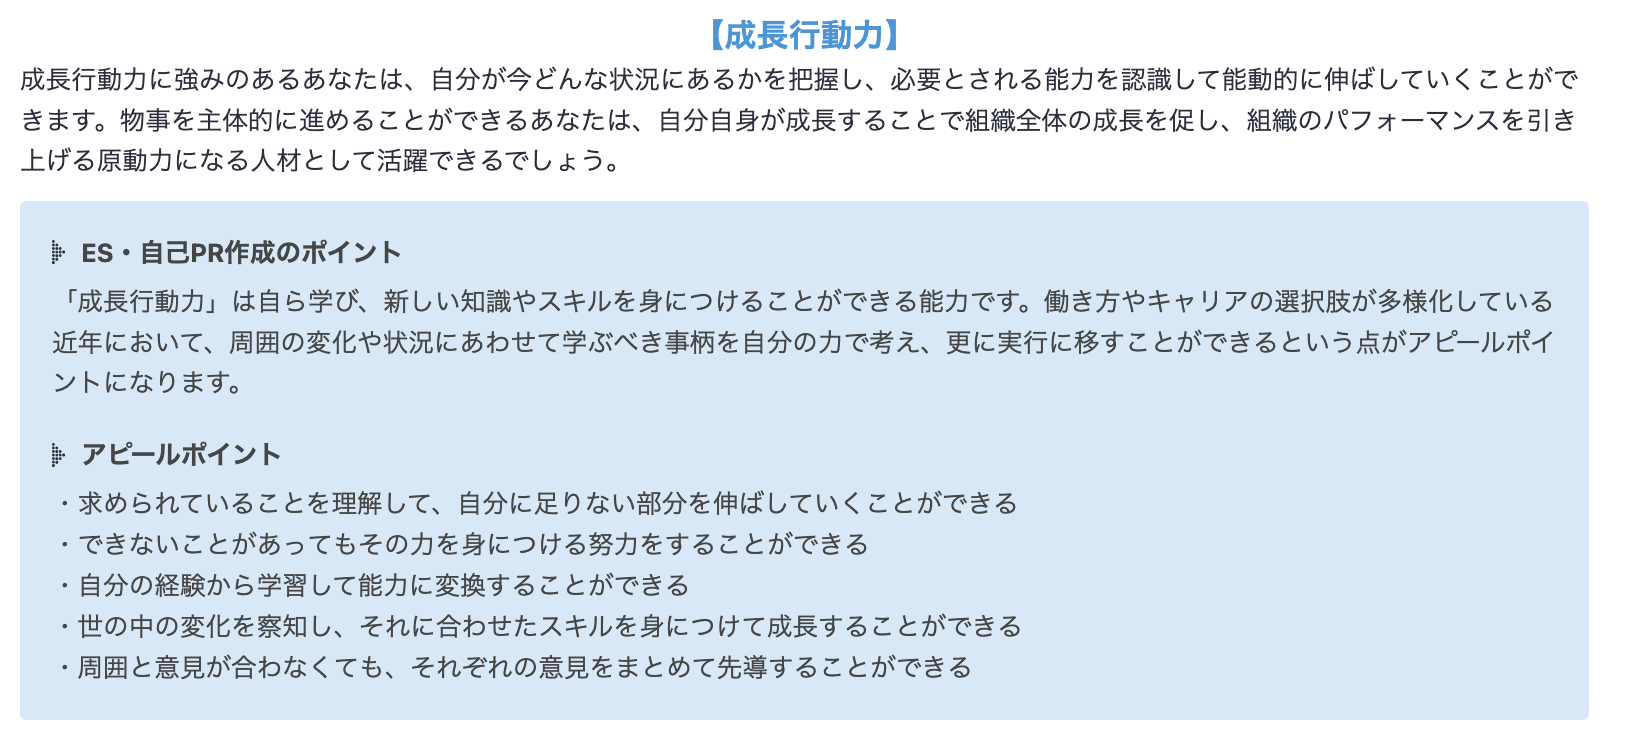 【成長行動力】
成長行動力に強みのあるあなたは、自分が今どんな状況にあるかを把握し、必要とされる能力を認識して能動的に伸ばしていくことがで
きます。物事を主体的に進めることができるあなたは、自分自身が成長することで組織全体の成長を促し、組織のパフォーマンスを引き
上げる原動力になる人材として活躍できるでしょう。
ES・自己PR作成のポイント
「成長行動力」は自ら学び、新しい知識やスキルを身につけることができる能力です。働き方やキャリアの選択肢が多様化している
近年において、周囲の変化や状況にあわせて学ぶべき事柄を自分の力で考え、更に実行に移すことができるという点がアピールポイ
ントになります。
アピールポイント
・求められていることを理解して、自分に足りない部分を伸ばしていくことができる
・できないことがあってもその力を身につける努力をすることができる
・自分の経験から学習して能力に変換することができる
・世の中の変化を察知し、それに合わせたスキルを身につけて成長することができる
・周囲と意見が合わなくても、それぞれの意見をまとめて先導することができる